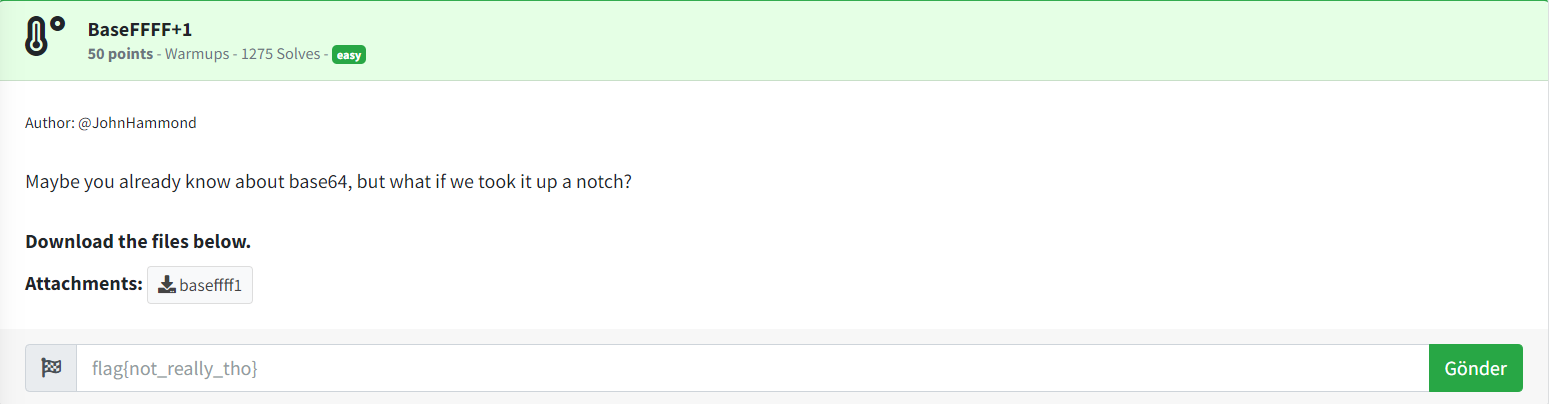 BaseFFFF+1
50 points - Warmups - 1275 Solves - easy
Author: @JohnHammond
Maybe you already know about base64, but what if we took it up a notch?
Download the files below.
Attachments: baseffff1
flag{not_really_tho}
Gönder